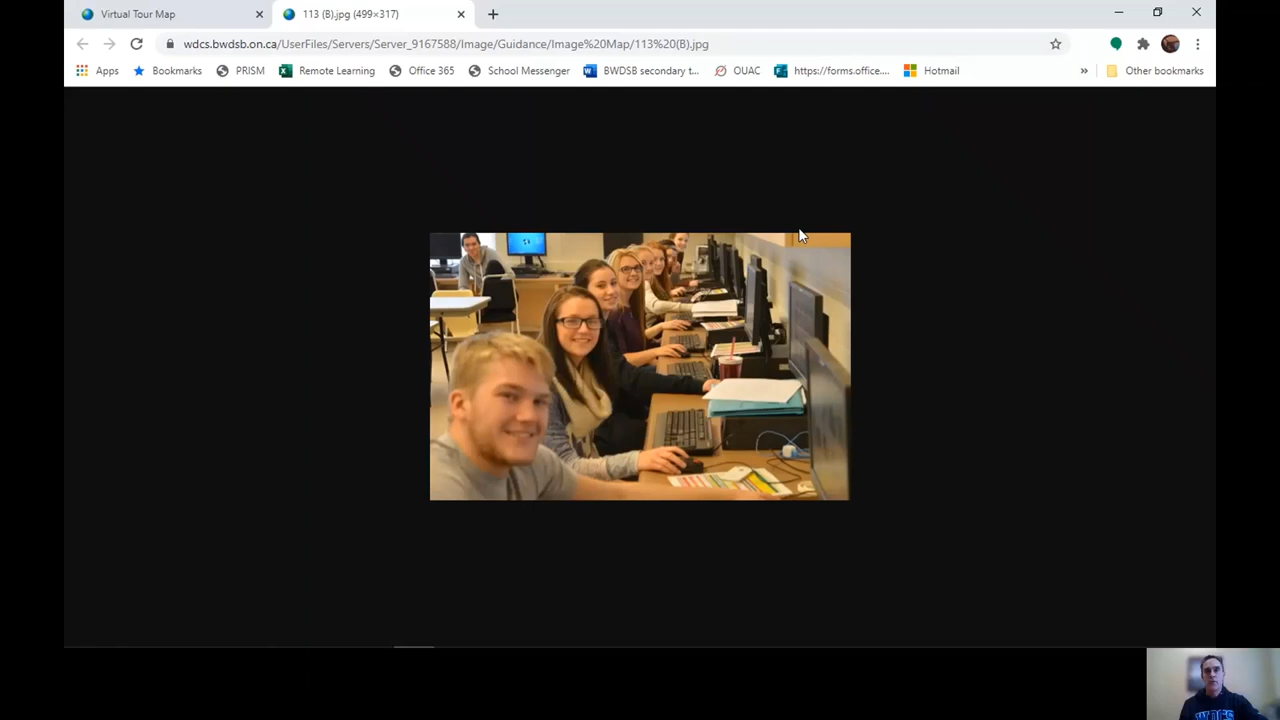 Virtual Tour Map
113 (B).jpg (499×317)
wdcs.bwdsb.on.ca/UserFiles/Servers/Server_9167588/Image/Guidance/Image%20Map/113%20(B).jpg
Apps Bookmarks PRISM Remote Learning Office 365 School Messenger BWDSB secondary t... OUAC https://forms.office.... Hotmail » Other bookmarks
WDCS